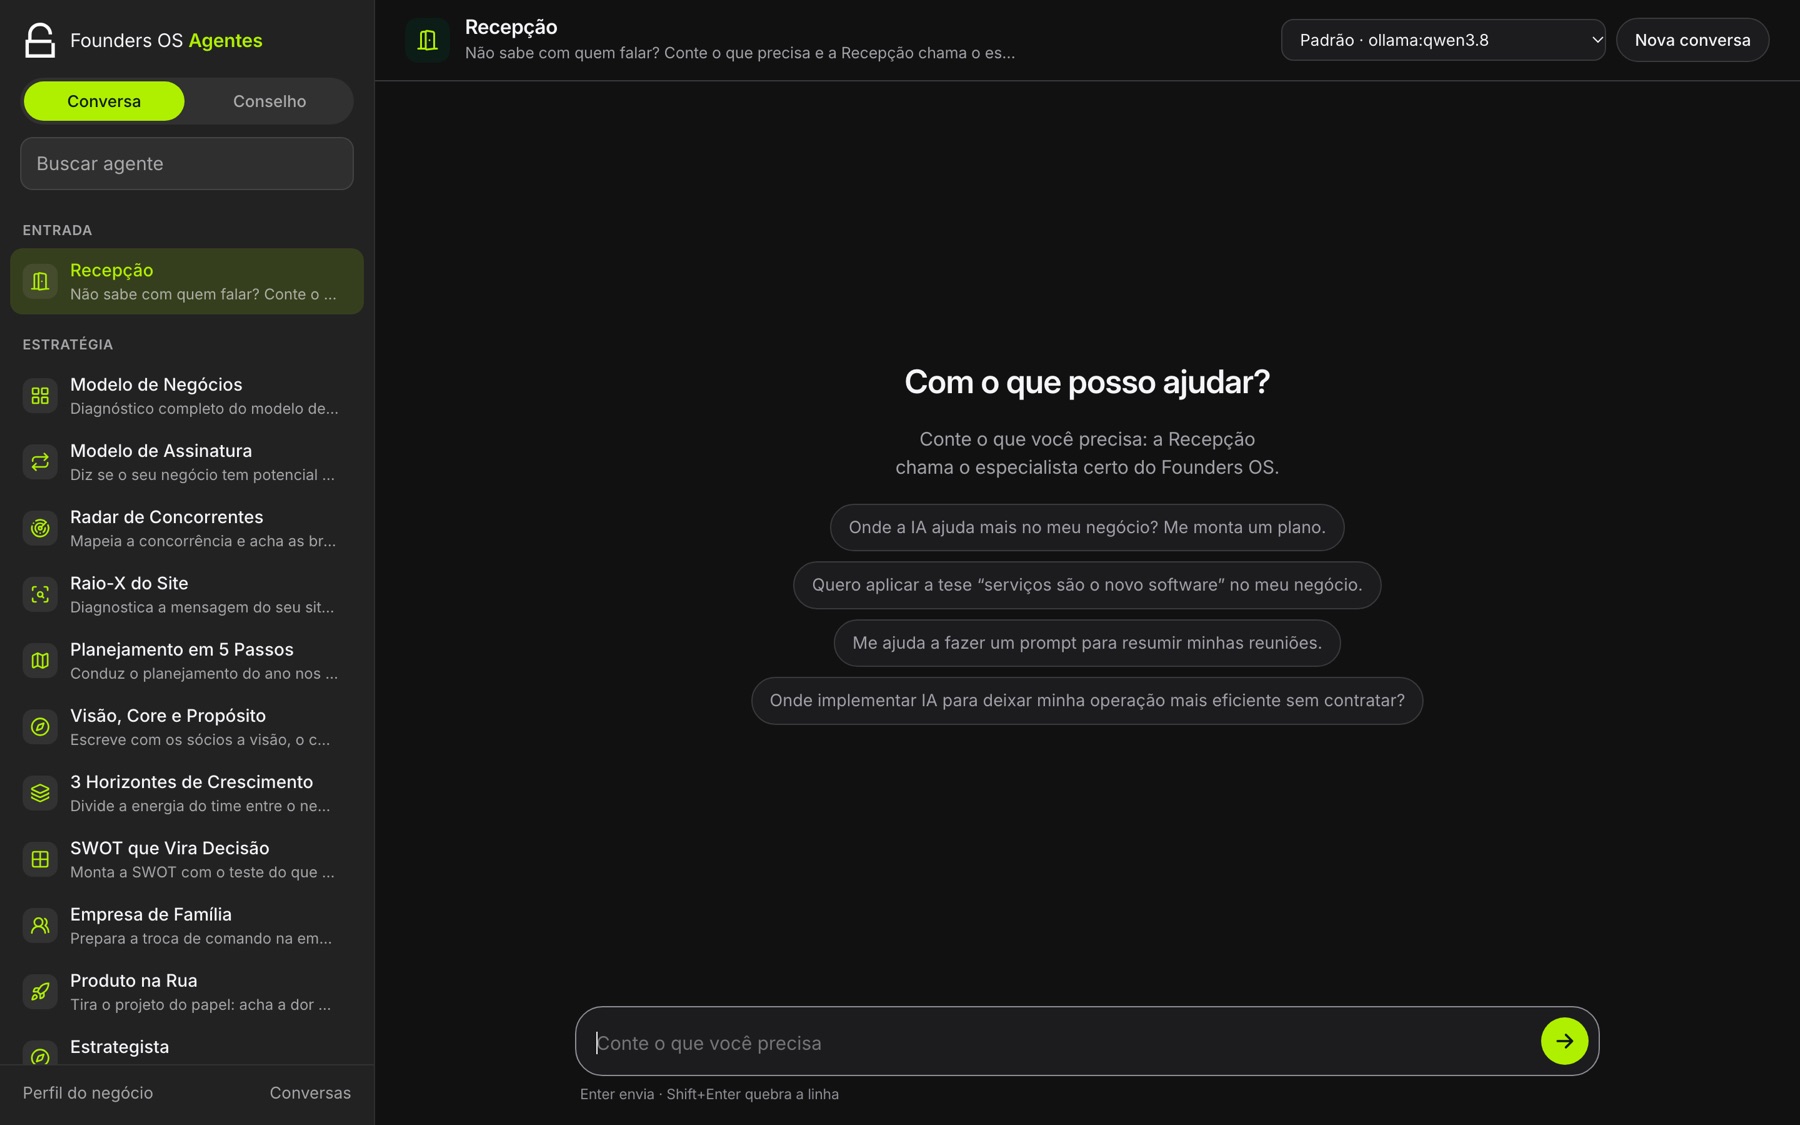 Founders OS Agentes
Conversa
Conselho
Buscar agente
ENTRADA
Recepção
Não sabe com quem falar? Conte o ...
ESTRATÉGIA
Modelo de Negócios
Diagnóstico completo do modelo de...
Modelo de Assinatura
Diz se o seu negócio tem potencial ...
Radar de Concorrentes
Mapeia a concorrência e acha as br...
Raio-X do Site
Diagnostica a mensagem do seu sit...
Planejamento em 5 Passos
Conduz o planejamento do ano nos ...
Visão, Core e Propósito
Escreve com os sócios a visão, o c...
3 Horizontes de Crescimento
Divide a energia do time entre o ne...
SWOT que Vira Decisão
Monta a SWOT com o teste do que ...
Empresa de Família
Prepara a troca de comando na em...
Produto na Rua
Tira o projeto do papel: acha a dor ...
Estrategista
Perfil do negócio
Conversas
Recepção
Não sabe com quem falar? Conte o que precisa e a Recepção chama o es...
Padrão · ollama:qwen3.8
Nova conversa
Com o que posso ajudar?
Conte o que você precisa: a Recepção
chama o especialista certo do Founders OS.
Onde a IA ajuda mais no meu negócio? Me monta um plano.
Quero aplicar a tese “serviços são o novo software” no meu negócio.
Me ajuda a fazer um prompt para resumir minhas reuniões.
Onde implementar IA para deixar minha operação mais eficiente sem contratar?
Conte o que você precisa
Enter envia · Shift+Enter quebra a linha